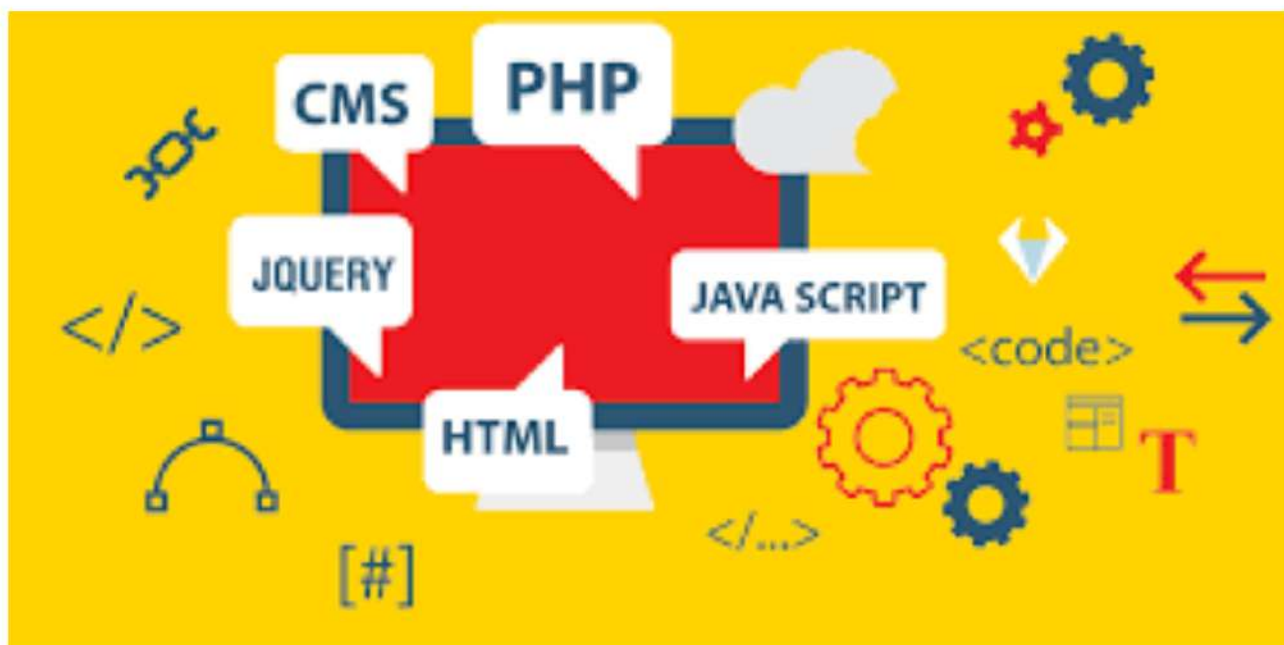 PHP
CMS
JQUERY
JAVA SCRIPT
</>
<code>
HTML
T
</...>
[#]